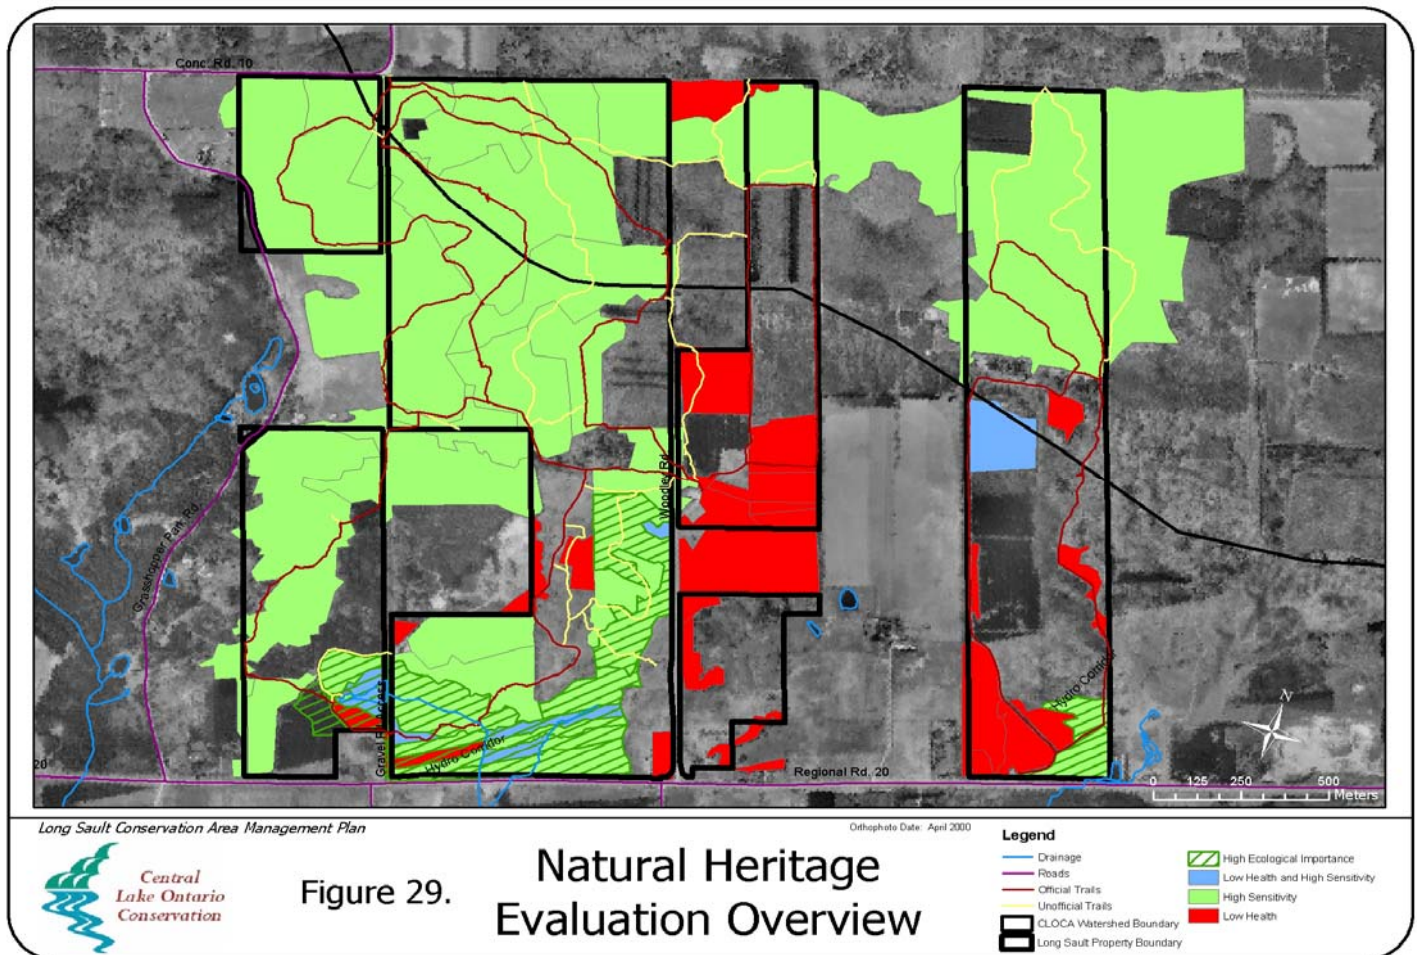 Conc. Rd. 10
Woodley Rd.
Grasshopper Park Rd.
Gravel Pit Access
Hydro Corridor
Hydro Corridor
N
20
Regional Rd. 20
0 125 250 500
Meters
Long Sault Conservation Area Management Plan
Orthophoto Date: April 2000
Central
Lake Ontario
Conservation
Figure 29.
Natural Heritage
Evaluation Overview
Legend
Drainage
Roads
Official Trails
Unofficial Trails
CLOCA Watershed Boundary
Long Sault Property Boundary
High Ecological Importance
Low Health and High Sensitivity
High Sensitivity
Low Health